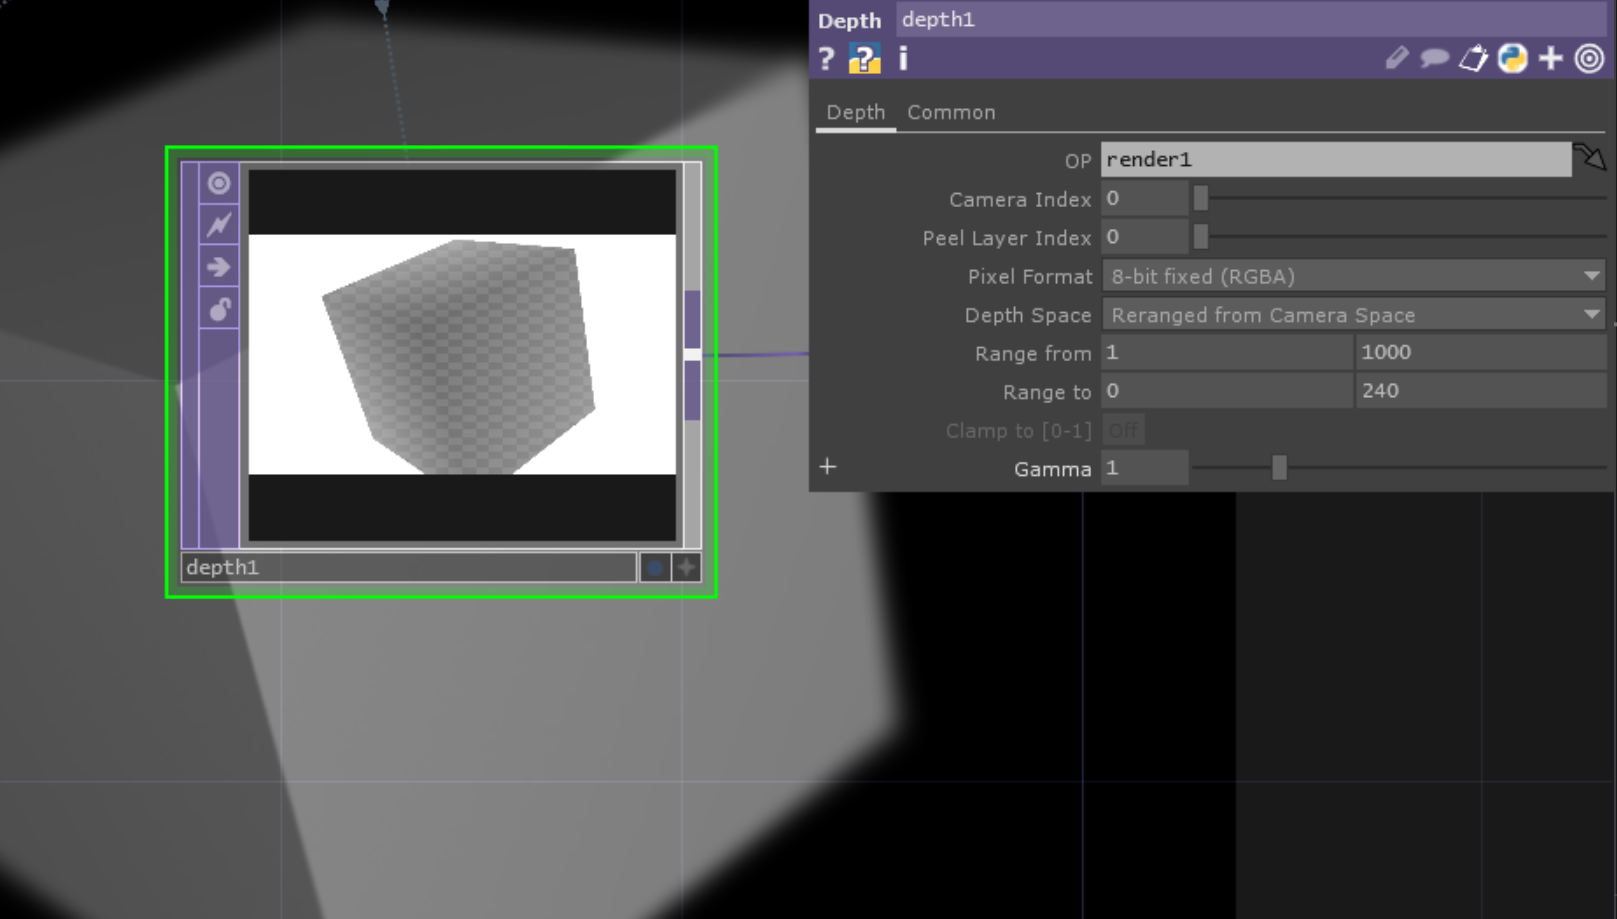 Depth depth1
? ? i
Depth Common
OP render1
Camera Index 0
Peel Layer Index 0
Pixel Format 8-bit fixed (RGBA)
Depth Space Reranged from Camera Space
Range from 1 1000
Range to 0 240
Clamp to [0-1] Off
+ Gamma 1
depth1